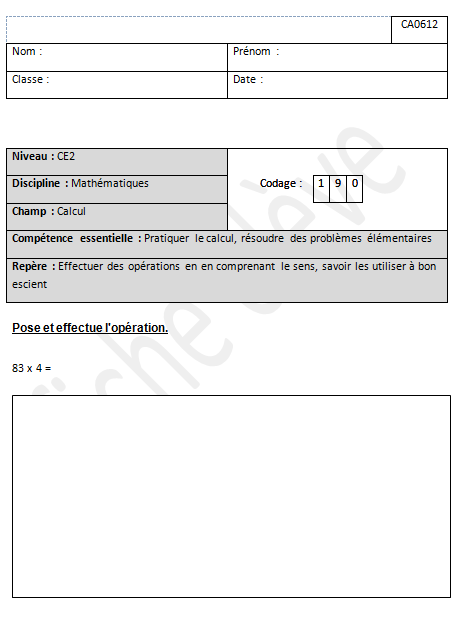 CA0612
Nom :
Prénom :
Classe :
Date :
Niveau : CE2
Discipline : Mathématiques
Codage : 1 9 0
Champ : Calcul
Compétence essentielle : Pratiquer le calcul, résoudre des problèmes élémentaires
Repère : Effectuer des opérations en en comprenant le sens, savoir les utiliser à bon
escient
Pose et effectue l'opération.
83 x 4 =
fiche élève